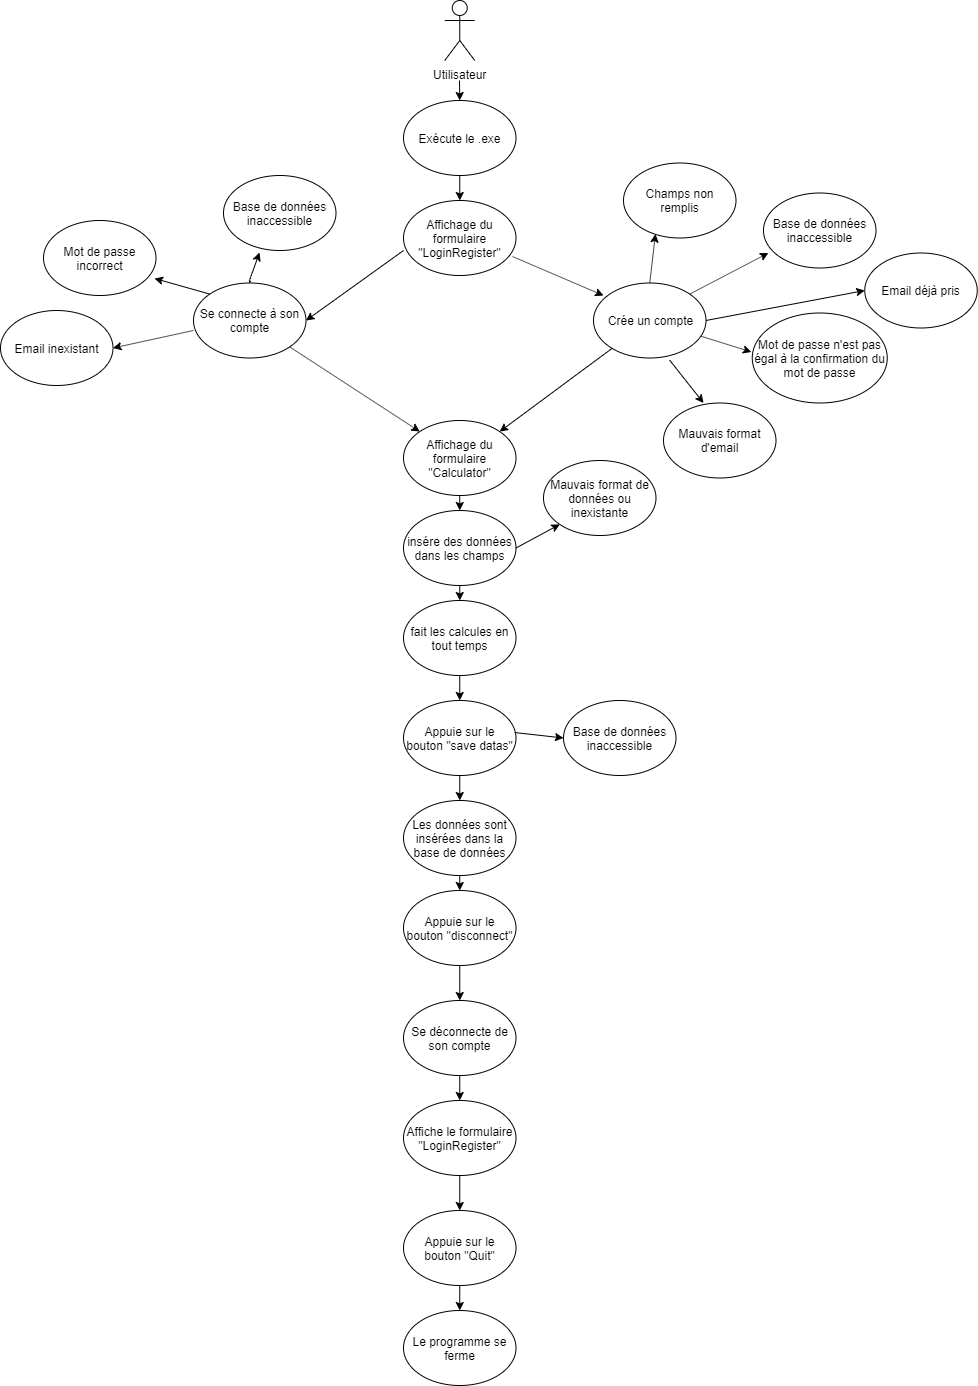 Utilisateur
Exécute le .exe
Affichage du
formulaire
"LoginRegister"
Champs non
remplis
Base de données
inaccessible
Base de données
inaccessible
Mot de passe
incorrect
Email déjà pris
Se connecte à son
compte
Crée un compte
Email inexistant
Mot de passe n'est pas
égal à la confirmation du
mot de passe
Mauvais format
d'email
Affichage du
formulaire
"Calculator"
Mauvais format de
données ou
inexistante
insére des données
dans les champs
fait les calcules en
tout temps
Appuie sur le
bouton "save datas"
Base de données
inaccessible
Les données sont
insérées dans la
base de données
Appuie sur le
bouton "disconnect"
Se déconnecte de
son compte
Affiche le formulaire
"LoginRegister"
Appuie sur le
bouton "Quit"
Le programme se
ferme